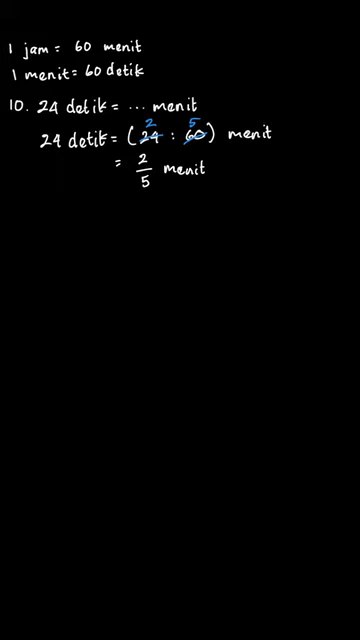 1 jam = 60 menit
1 menit = 60 detik
10. 24 detik = ... menit
2 5
24 detik = (24 : 60) menit
= 2/5 menit